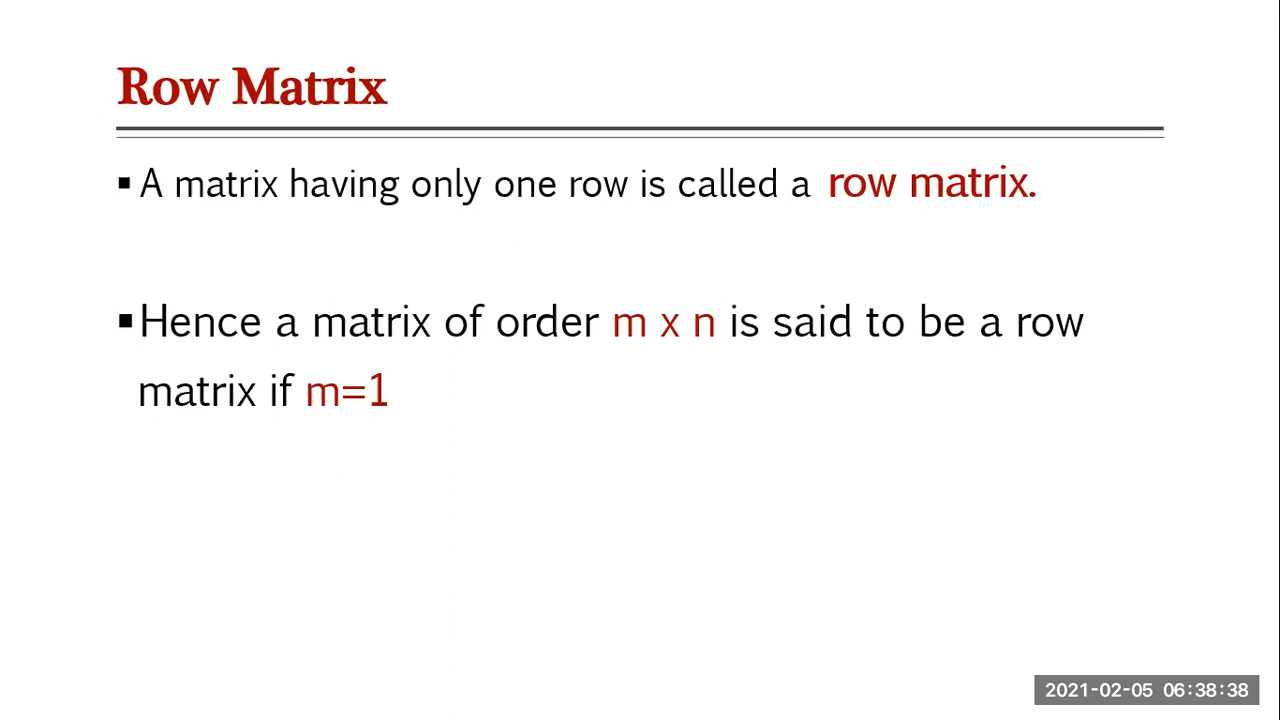 Row Matrix
▪A matrix having only one row is called a row matrix.
▪Hence a matrix of order m x n is said to be a row
matrix if m=1
2021-02-05 06:38:38